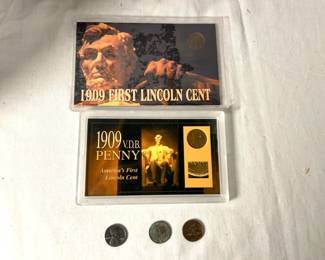 1909 FIRST LINCOLN CENT
1909 V.D.B.
PENNY
America's First
Lincoln Cent